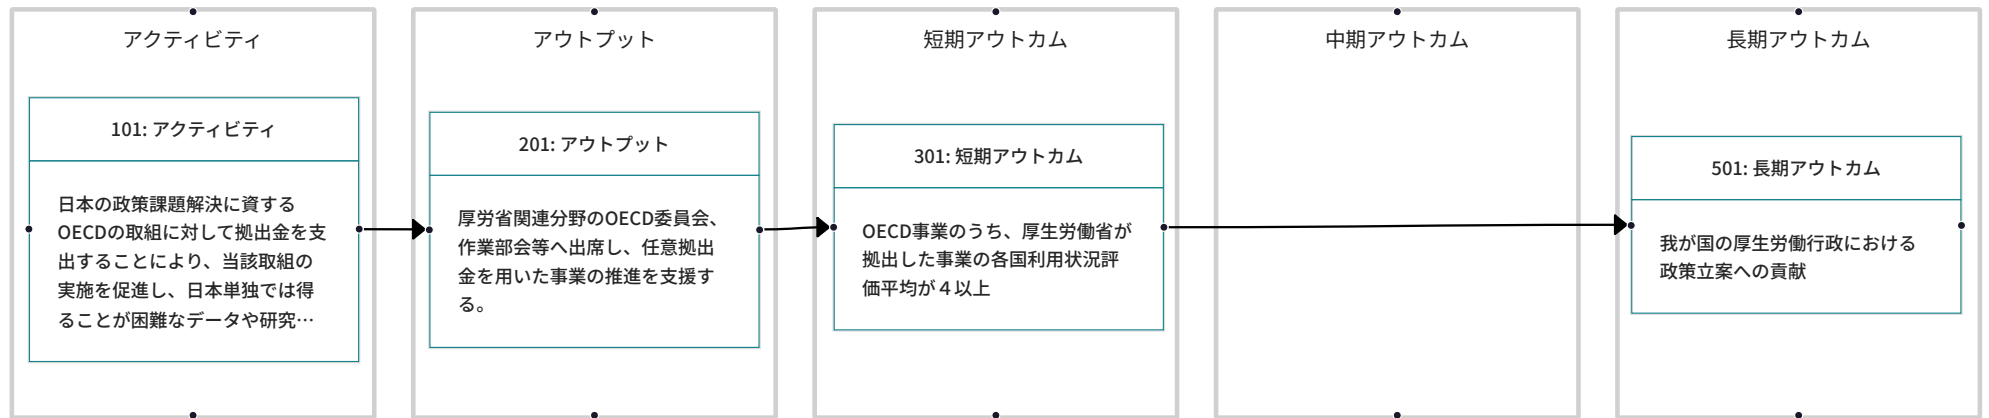 アクティビティ
アウトプット
短期アウトカム
中期アウトカム
長期アウトカム
101: アクティビティ
日本の政策課題解決に資する
OECDの取組に対して拠出金を支
出することにより、当該取組の
実施を促進し、日本単独では得
ることが困難なデータや研究…
201: アウトプット
厚労省関連分野のOECD委員会、
作業部会等へ出席し、任意拠出
金を用いた事業の推進を支援す
る。
301: 短期アウトカム
OECD事業のうち、厚生労働省が
拠出した事業の各国利用状況評
価平均が４以上
501: 長期アウトカム
我が国の厚生労働行政における
政策立案への貢献